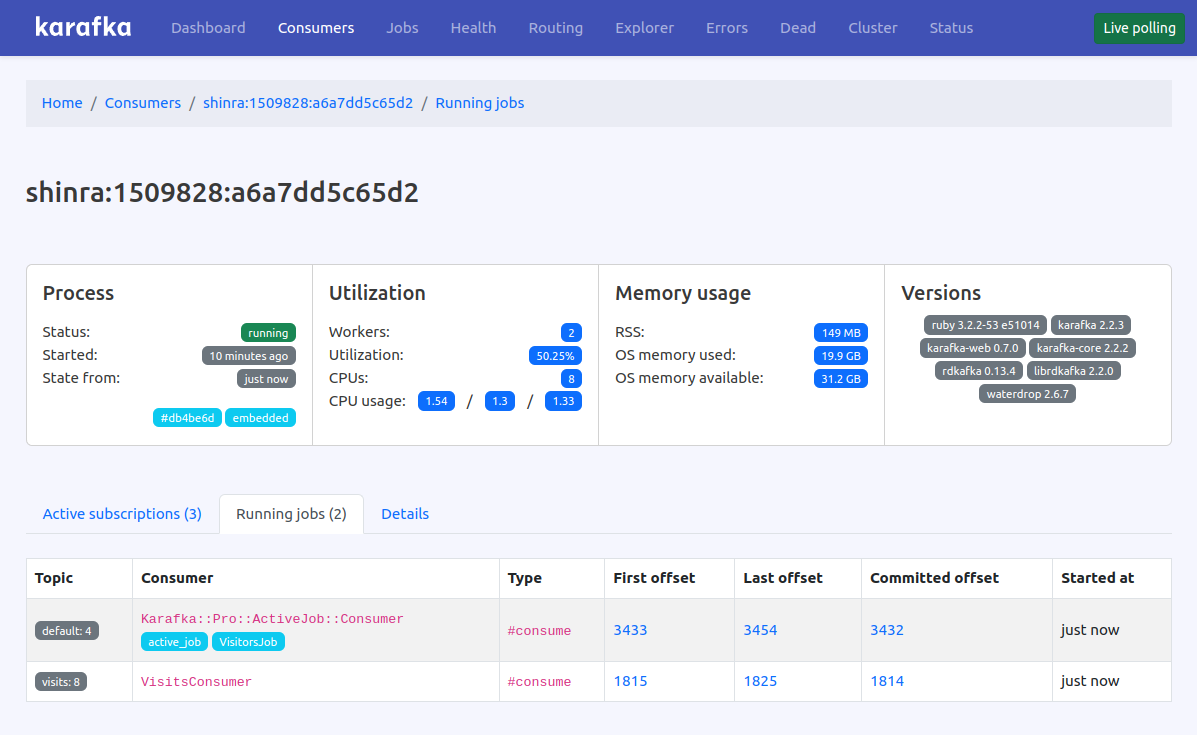 karafka Dashboard Consumers Jobs Health Routing Explorer Errors Dead Cluster Status Live polling
Home / Consumers / shinra:1509828:a6a7dd5c65d2 / Running jobs
shinra:1509828:a6a7dd5c65d2
Process
Status: running
Started: 10 minutes ago
State from: just now
#db4be6d embedded
Utilization
Workers: 2
Utilization: 50.25%
CPUs: 8
CPU usage: 1.54 / 1.3 / 1.33
Memory usage
RSS: 149 MB
OS memory used: 19.9 GB
OS memory available: 31.2 GB
Versions
ruby 3.2.2-53 e51014 karafka 2.2.3
karafka-web 0.7.0 karafka-core 2.2.2
rdkafka 0.13.4 librdkafka 2.2.0
waterdrop 2.6.7
Active subscriptions (3) Running jobs (2) Details
Topic Consumer Type First offset Last offset Committed offset Started at
default: 4 Karafka::Pro::ActiveJob::Consumer #consume 3433 3454 3432 just now
active_job VisitorsJob
visits: 8 VisitsConsumer #consume 1815 1825 1814 just now